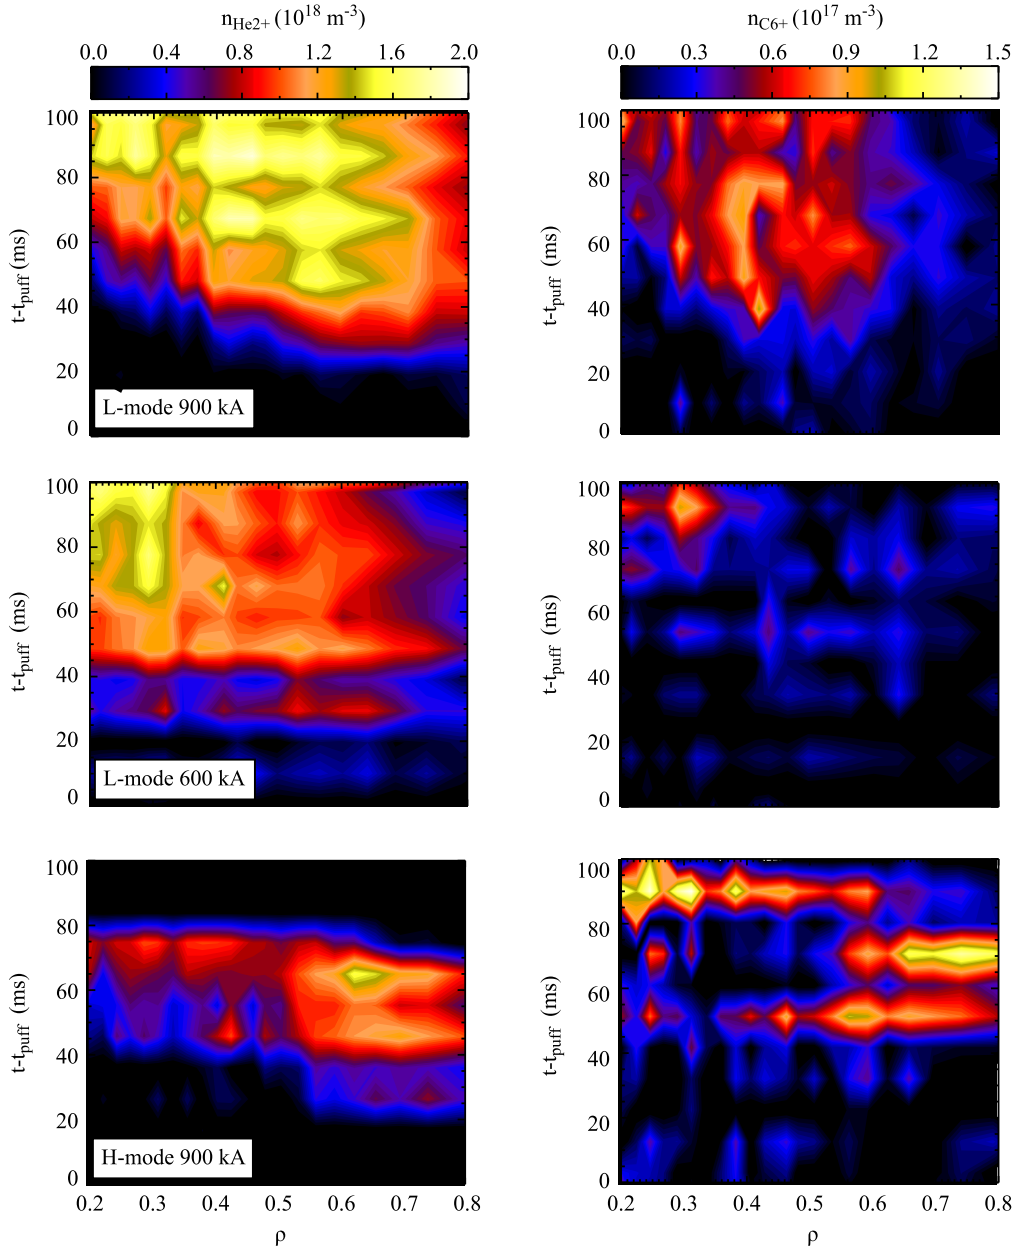 n_He2+ (10^18 m^-3)
n_C6+ (10^17 m^-3)
0.0 0.4 0.8 1.2 1.6 2.0
0.0 0.3 0.6 0.9 1.2 1.5
100
80
60
40
20
0
t-t_puff (ms)
L-mode 900 kA
100
80
60
40
20
0
t-t_puff (ms)
100
80
60
40
20
0
t-t_puff (ms)
L-mode 600 kA
100
80
60
40
20
0
t-t_puff (ms)
100
80
60
40
20
0
t-t_puff (ms)
H-mode 900 kA
0.2 0.3 0.4 0.5 0.6 0.7 0.8
ρ
100
80
60
40
20
0
t-t_puff (ms)
0.2 0.3 0.4 0.5 0.6 0.7 0.8
ρ